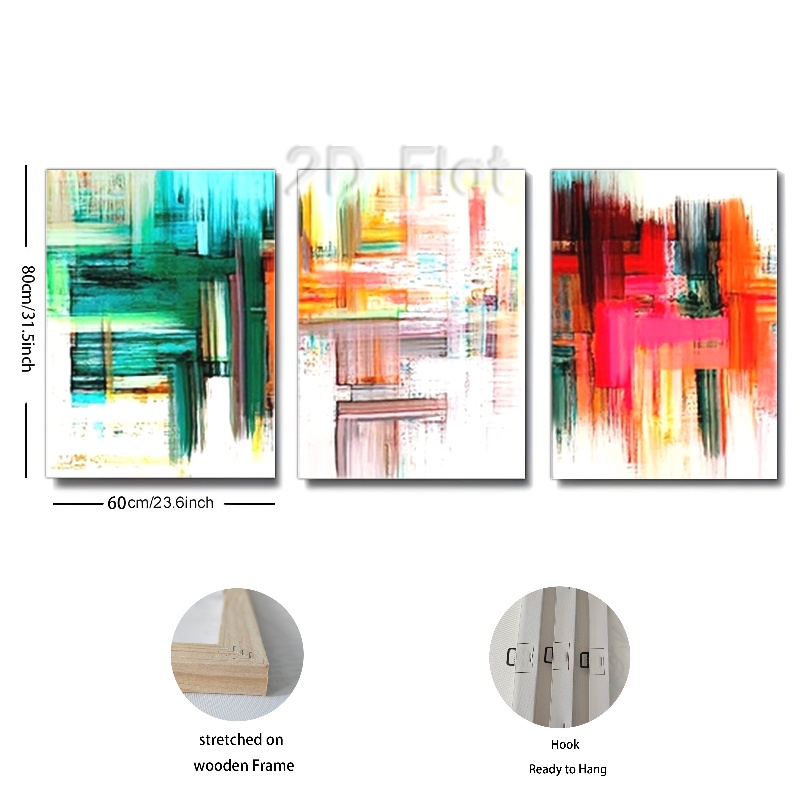 2D Flat
80cm/31.5inch
60cm/23.6inch
stretched on
wooden Frame
Hook
Ready to Hang